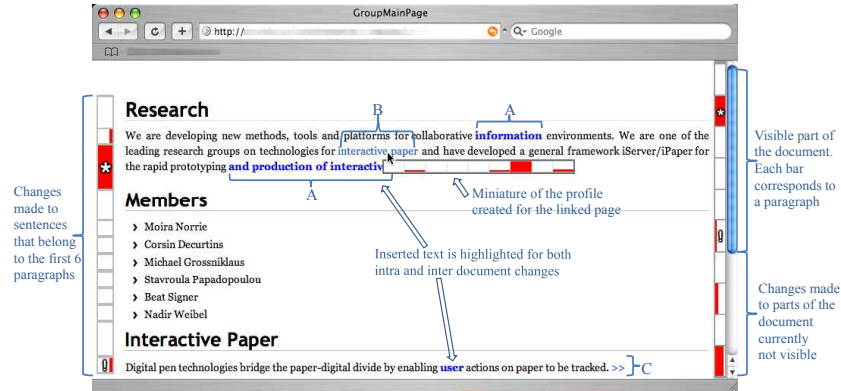 GroupMainPage
http://
Google
Research
B
A
We are developing new methods, tools and platforms for collaborative information environments. We are one of the
leading research groups on technologies for interactive paper and have developed a general framework iServer/iPaper for
the rapid prototyping and production of interactiv
A
Miniature of the profile
created for the linked page
Members
Moira Norrie
Corsin Decurtins
Michael Grossniklaus
Stavroula Papadopoulou
Beat Signer
Nadir Weibel
Inserted text is highlighted for both
intra and inter document changes
Interactive Paper
Digital pen technologies bridge the paper-digital divide by enabling user actions on paper to be tracked. >>
C
Changes
made to
sentences
that belong
to the first 6
paragraphs
Visible part of
the document.
Each bar
corresponds to
a paragraph
Changes made
to parts of the
document
currently
not visible